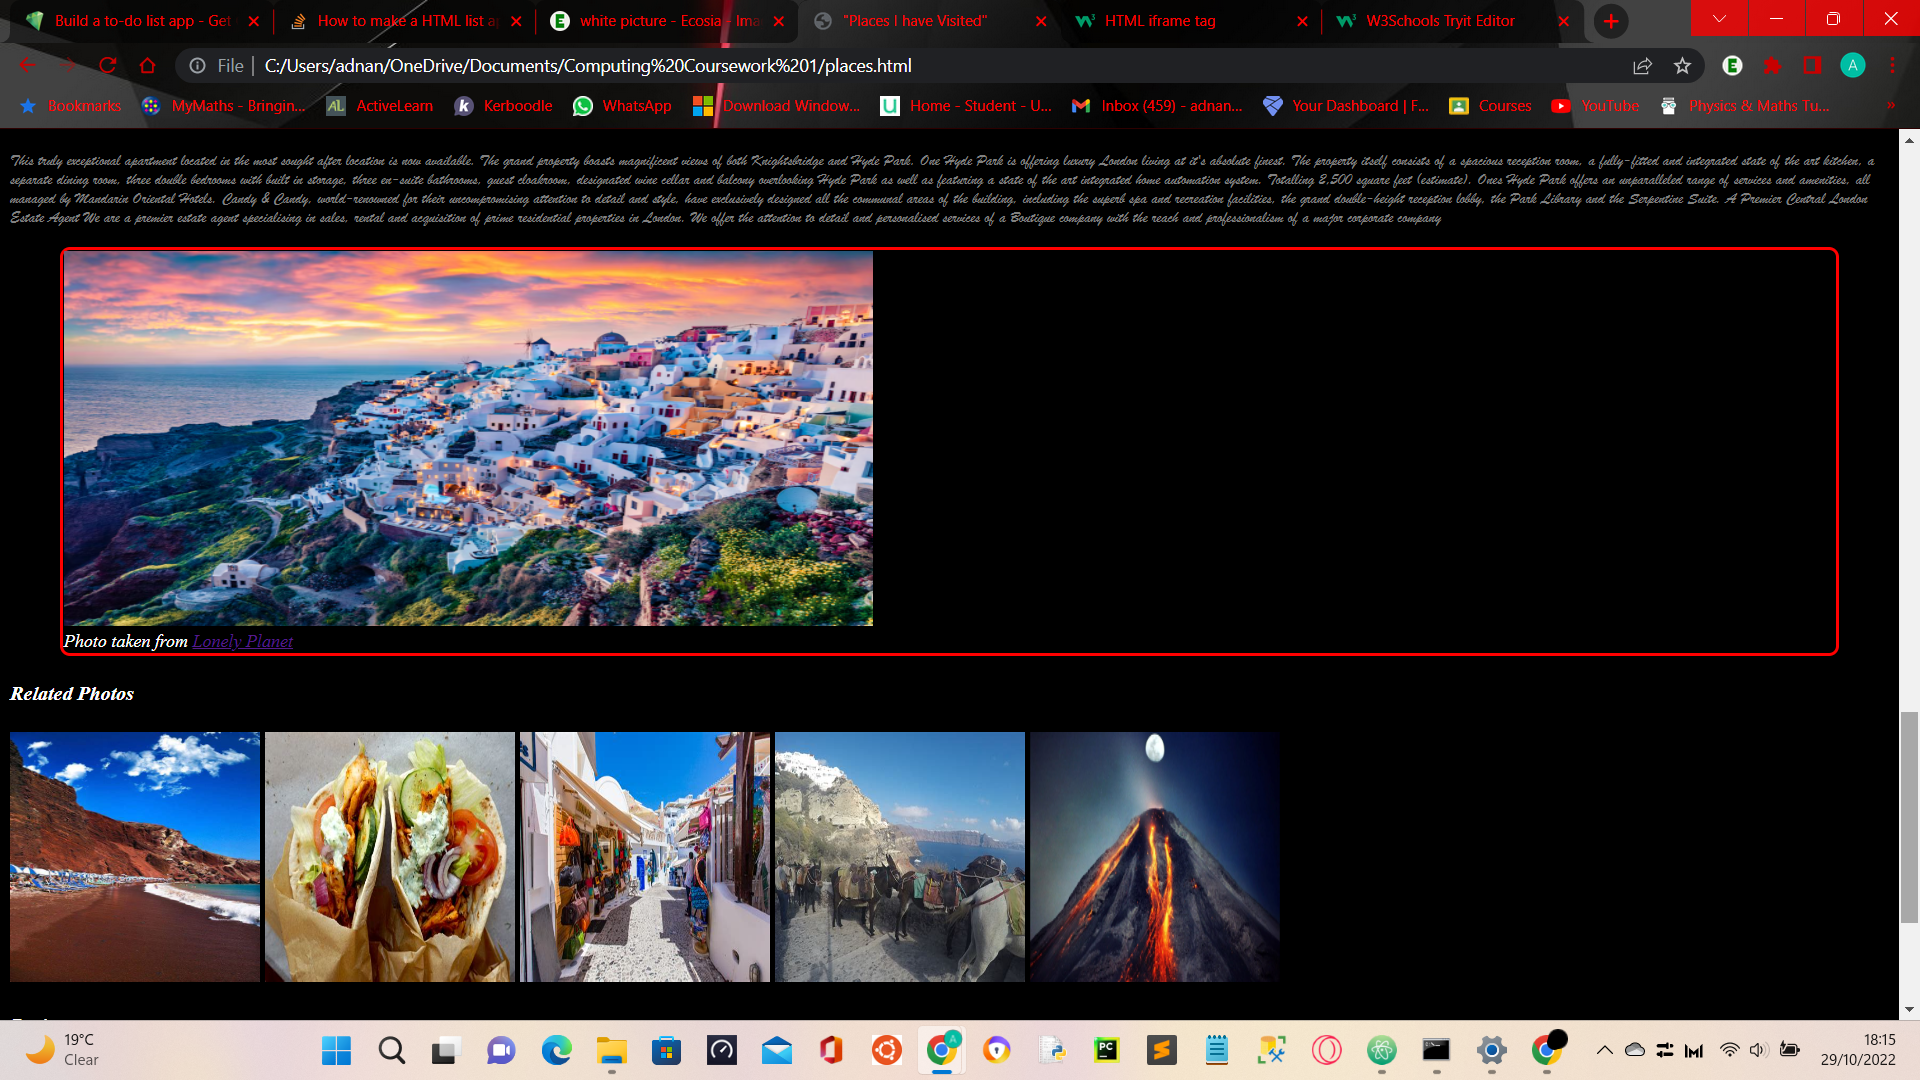 Build a to-do list app - Get
How to make a HTML list a
white picture - Ecosia - Ima
"Places I have Visited"
HTML iframe tag
W3Schools Tryit Editor
File
C:/Users/adnan/OneDrive/Documents/Computing%20Coursework%201/places.html
A
Bookmarks
MyMaths - Bringin...
ActiveLearn
Kerboodle
WhatsApp
Download Window...
Home - Student - U...
Inbox (459) - adnan...
Your Dashboard | F...
Courses
YouTube
Physics & Maths Tu...
»
This truly exceptional apartment located in the most sought after location is now available. The grand property boasts magnificent views of both Knightsbridge and Hyde Park. One Hyde Park is offering luxury London living at it's absolute finest. The property itself consists of a spacious reception room, a fully-fitted and integrated state of the art kitchen, a
separate dining room, three double bedrooms with built in storage, three en-suite bathrooms, guest cloakroom, designated wine cellar and balcony overlooking Hyde Park as well as featuring a state of the art integrated home automation system. Totalling 2,500 square feet (estimate), Ones Hyde Park offers an unparalleled range of services and amenities, all
managed by Mandarin Oriental Hotels. Candy & Candy, world-renowned for their uncompromising attention to detail and style, have exclusively designed all the communal areas of the building, including the superb spa and recreation facilities, the grand double-height reception lobby, the Park Library and the Serpentine Suite. A Premier Central London
Estate Agent We are a premier estate agent specialising in sales, rental and acquisition of prime residential properties in London. We offer the attention to detail and personalised services of a Boutique company with the reach and professionalism of a major corporate company
Photo taken from Lonely Planet
Related Photos
19°C
Clear
18:15
29/10/2022